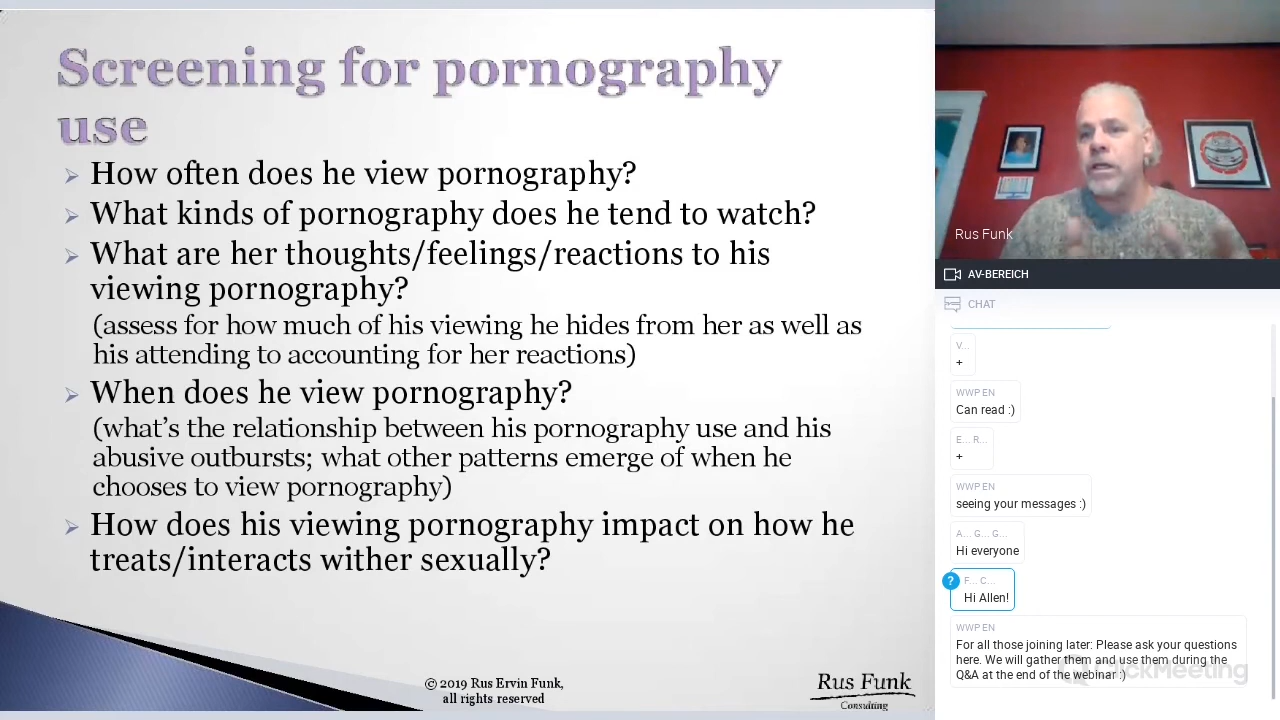 Screening for pornography
use
How often does he view pornography?
What kinds of pornography does he tend to watch?
What are her thoughts/feelings/reactions to his
viewing pornography?
(assess for how much of his viewing he hides from her as well as
his attending to accounting for her reactions)
When does he view pornography?
(what's the relationship between his pornography use and his
abusive outbursts; what other patterns emerge of when he
chooses to view pornography)
How does his viewing pornography impact on how he
treats/interacts wither sexually?
© 2019 Rus Ervin Funk,
all rights reserved
Rus Funk
Consulting
Rus Funk
AV-BEREICH
CHAT
V...
+
WWP EN
Can read :)
E... R...
+
WWP EN
seeing your messages :)
A... G... G...
Hi everyone
?
F... C...
Hi Allen!
WWP EN
For all those joining later: Please ask your questions
here. We will gather them and use them during the
Q&A at the end of the webinar :)
ClickMeeting